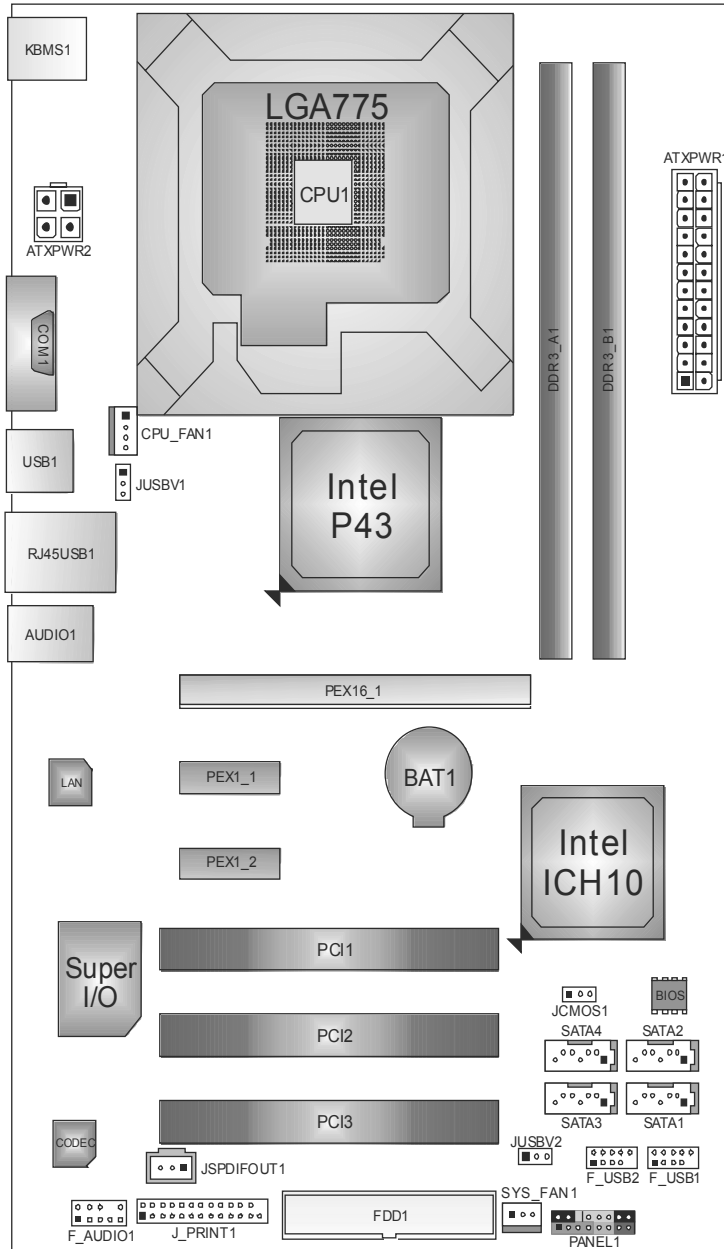 KBMS1
LGA775
CPU1
ATXPWR1
ATXPWR2
COM1
DDR3_A1
DDR3_B1
CPU_FAN1
USB1
JUSBV1
Intel
P43
RJ45USB1
AUDIO1
PEX16_1
LAN
PEX1_1
BAT1
PEX1_2
Intel
ICH10
Super
I/O
PCI1
BIOS
JCMOS1
SATA4
SATA2
PCI2
SATA3
SATA1
PCI3
CODEC
JUSBV2
JSPDIFOUT1
F_USB2
F_USB1
SYS_FAN1
F_AUDIO1
J_PRINT1
FDD1
PANEL1